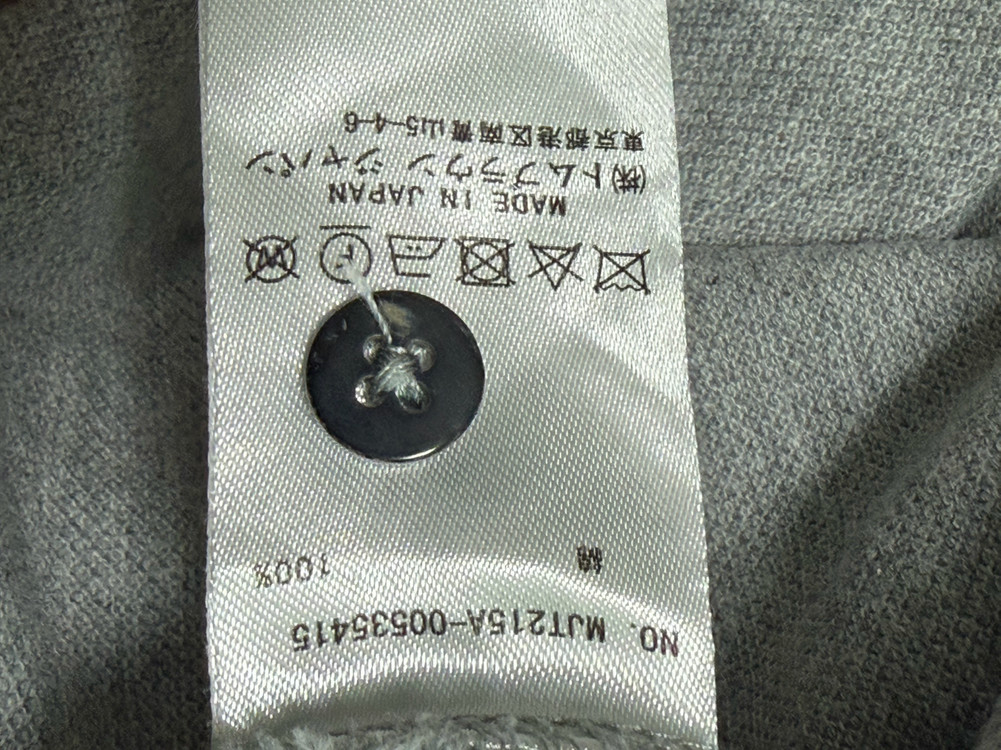 NO. MJT215A-00535415
綿 100%
MADE IN JAPAN
(株)トムブラウン ジャパン
東京都港区南青山5-4-6